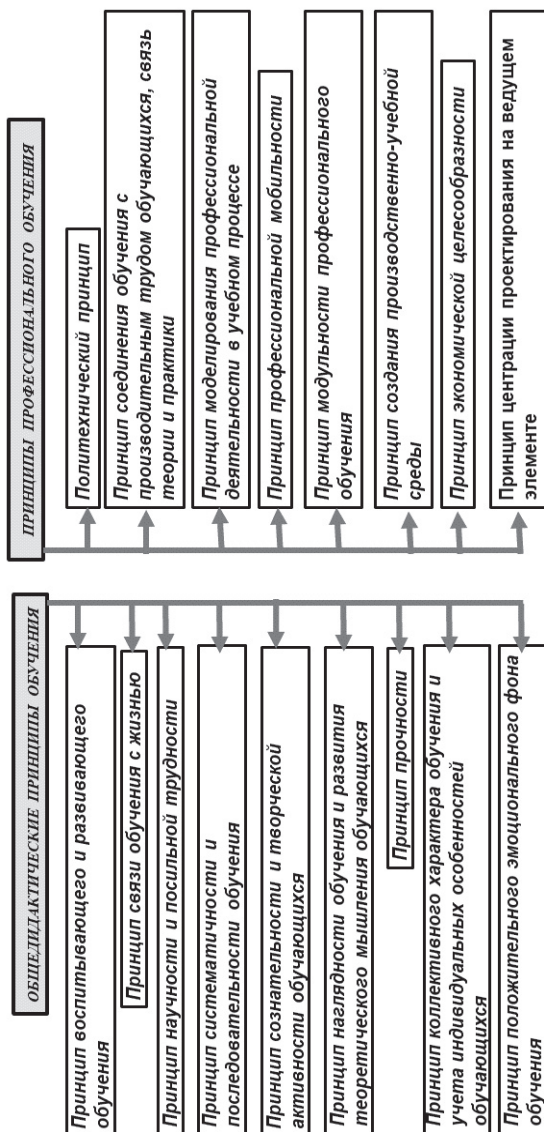 ОБЩЕДИДАКТИЧЕСКИЕ ПРИНЦИПЫ ОБУЧЕНИЯ
Принцип воспитывающего и развивающего
обучения
Принцип связи обучения с жизнью
Принцип научности и посильной трудности
Принцип систематичности и
последовательности обучения
Принцип сознательности и творческой
активности обучающихся
Принцип наглядности обучения и развития
теоретического мышления обучающихся
Принцип прочности
Принцип коллективного характера обучения и
учета индивидуальных особенностей
обучающихся
Принцип положительного эмоционального фона
обучения
ПРИНЦИПЫ ПРОФЕССИОНАЛЬНОГО ОБУЧЕНИЯ
Политехнический принцип
Принцип соединения обучения с
производительным трудом обучающихся, связь
теории и практики
Принцип моделирования профессиональной
деятельности в учебном процессе
Принцип профессиональной мобильности
Принцип модульности профессионального
обучения
Принцип создания производственно-учебной
среды
Принцип экономической целесообразности
Принцип центрации проектирования на ведущем
элементе